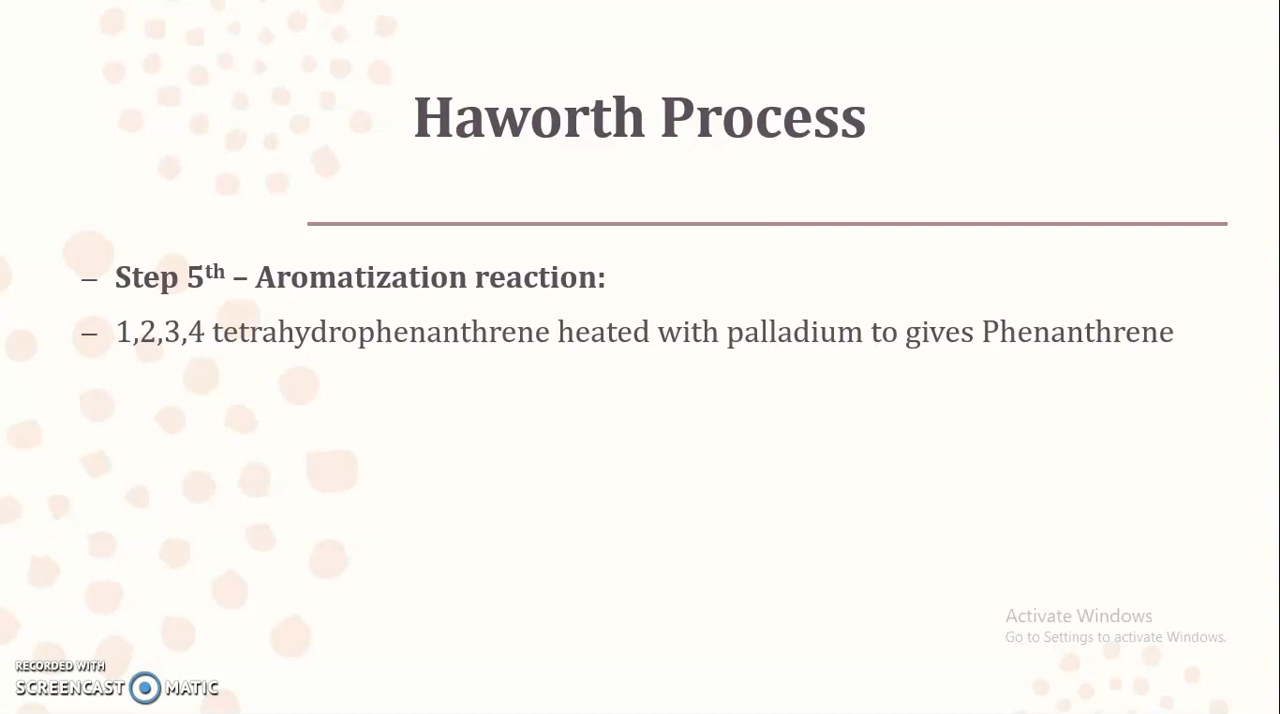 Haworth Process
– Step 5th – Aromatization reaction:
– 1,2,3,4 tetrahydrophenanthrene heated with palladium to gives Phenanthrene
Activate Windows
Go to Settings to activate Windows.
RECORDED WITH
SCREENCAST MATIC